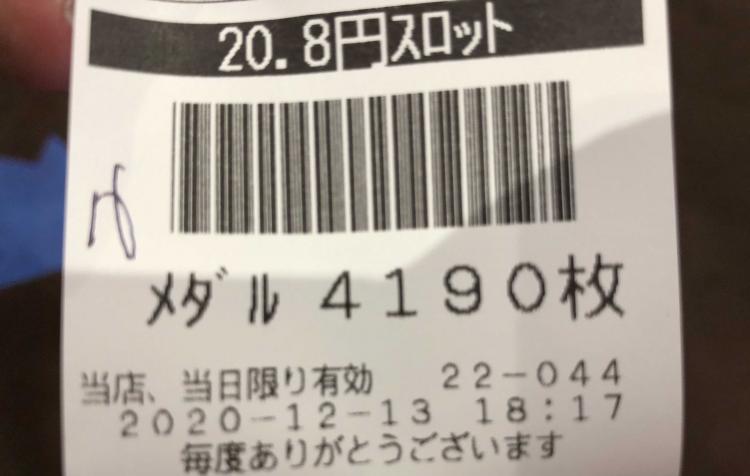 20.8円スロット
メダル 4190枚
当店、当日限り有効 22-044
2020-12-13 18:17
毎度ありがとうございます